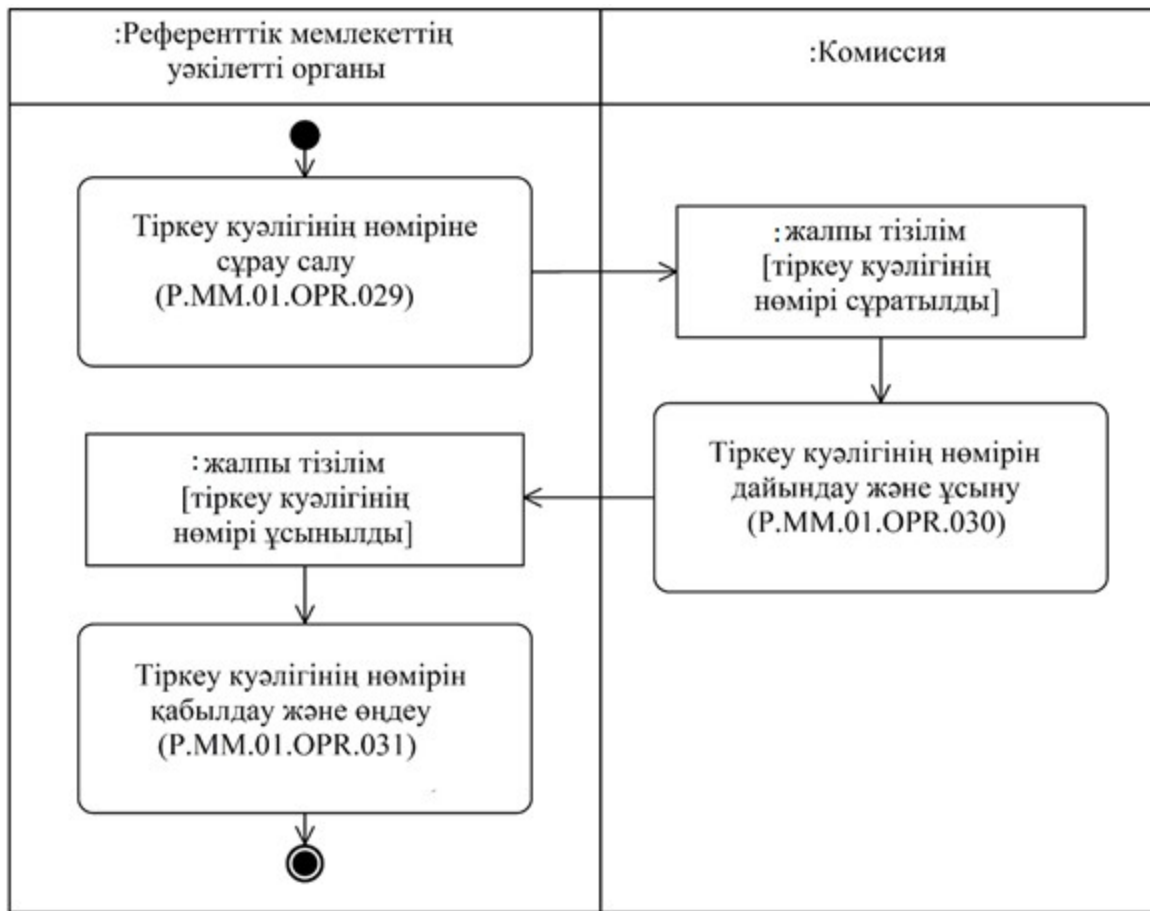 :Референттік мемлекеттің
уәкілетті органы
:Комиссия
Тіркеу куәлігінің нөміріне
сұрау салу
(P.MM.01.OPR.029)
:жалпы тізілім
[тіркеу куәлігінің
нөмірі сұратылды]
Тіркеу куәлігінің нөмірін
дайындау және ұсыну
(P.MM.01.OPR.030)
:жалпы тізілім
[тіркеу куәлігінің
нөмірі ұсынылды]
Тіркеу куәлігінің нөмірін
қабылдау және өңдеу
(P.MM.01.OPR.031)